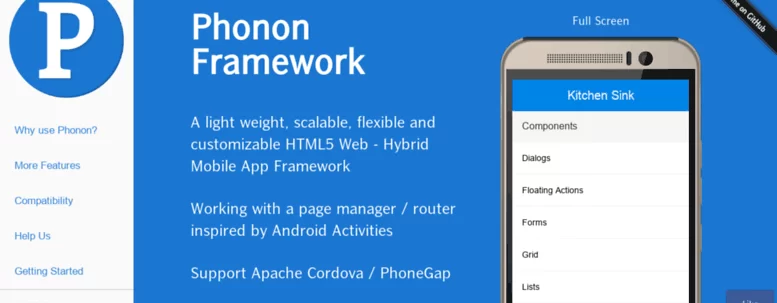 P
Why use Phonon?
More Features
Compatibility
Help Us
Getting Started
Phonon
Framework
A light weight, scalable, flexible and
customizable HTML5 Web - Hybrid
Mobile App Framework
Working with a page manager / router
inspired by Android Activities
Support Apache Cordova / PhoneGap
Full Screen
Kitchen Sink
Components
Dialogs
Floating Actions
Forms
Grid
Lists
on GitHub